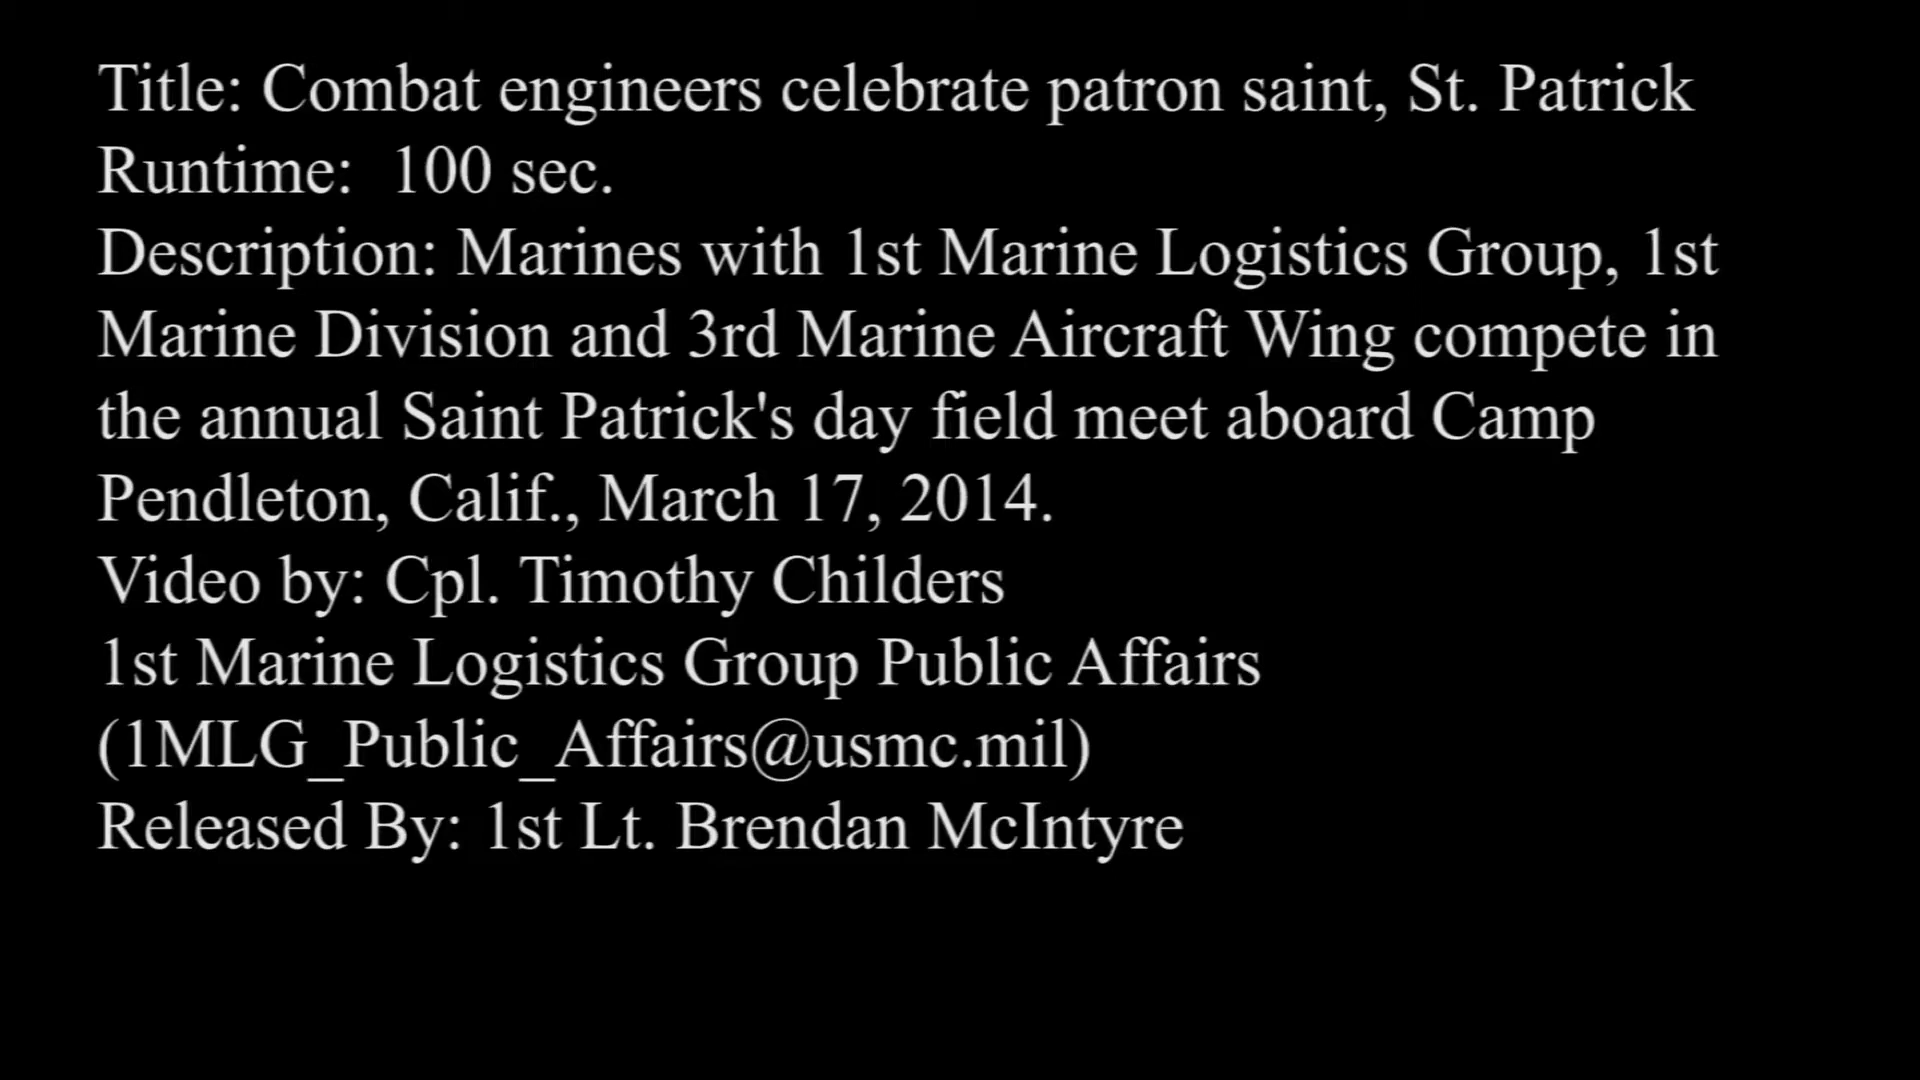 Title: Combat engineers celebrate patron saint, St. Patrick
Runtime:  100 sec.
Description: Marines with 1st Marine Logistics Group, 1st
Marine Division and 3rd Marine Aircraft Wing compete in
the annual Saint Patrick's day field meet aboard Camp
Pendleton, Calif., March 17, 2014.
Video by: Cpl. Timothy Childers
1st Marine Logistics Group Public Affairs
(1MLG_Public_Affairs@usmc.mil)
Released By: 1st Lt. Brendan McIntyre